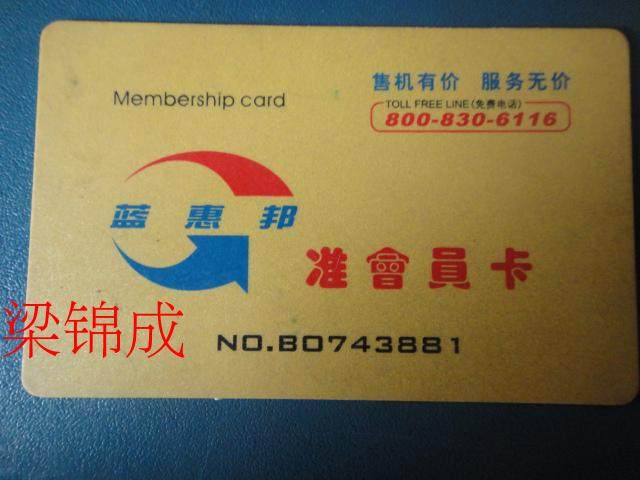 售机有价 服务无价
Membership card
TOLL FREE LINE(免费电话)
800-830-6116
蓝惠邦
准會員卡
梁锦成
NO.BO743881